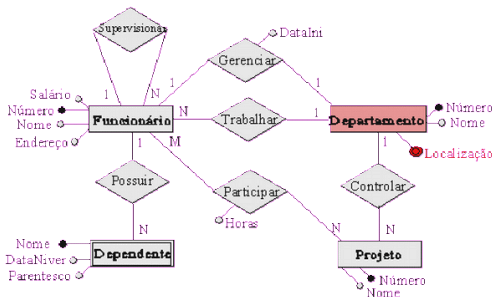 Supervisionar
DataIni
Gerenciar
1
1
Salário
1
N
Número
Funcionário
N
Trabalhar
1
Departamento
Número
Nome
Nome
Endereço
1
M
1
Localização
Possuir
Participar
Controlar
Horas
N
N
N
Nome
Dependente
DataNiver
Parentesco
Projeto
Número
Nome